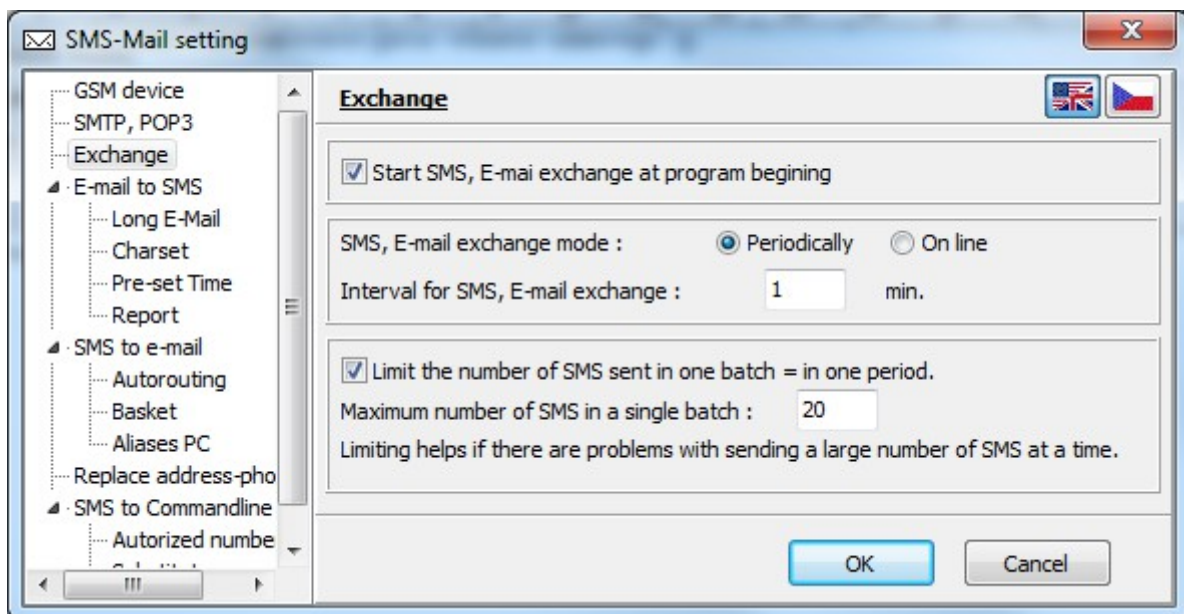 SMS-Mail setting
GSM device
SMTP, POP3
Exchange
E-mail to SMS
Long E-Mail
Charset
Pre-set Time
Report
SMS to e-mail
Autorouting
Basket
Aliases PC
Replace address-pho
SMS to Commandline
Autorized numbe
Exchange
Start SMS, E-mai exchange at program begining
SMS, E-mail exchange mode : Periodically On line
Interval for SMS, E-mail exchange : 1 min.
Limit the number of SMS sent in one batch = in one period.
Maximum number of SMS in a single batch : 20
Limiting helps if there are problems with sending a large number of SMS at a time.
OK Cancel